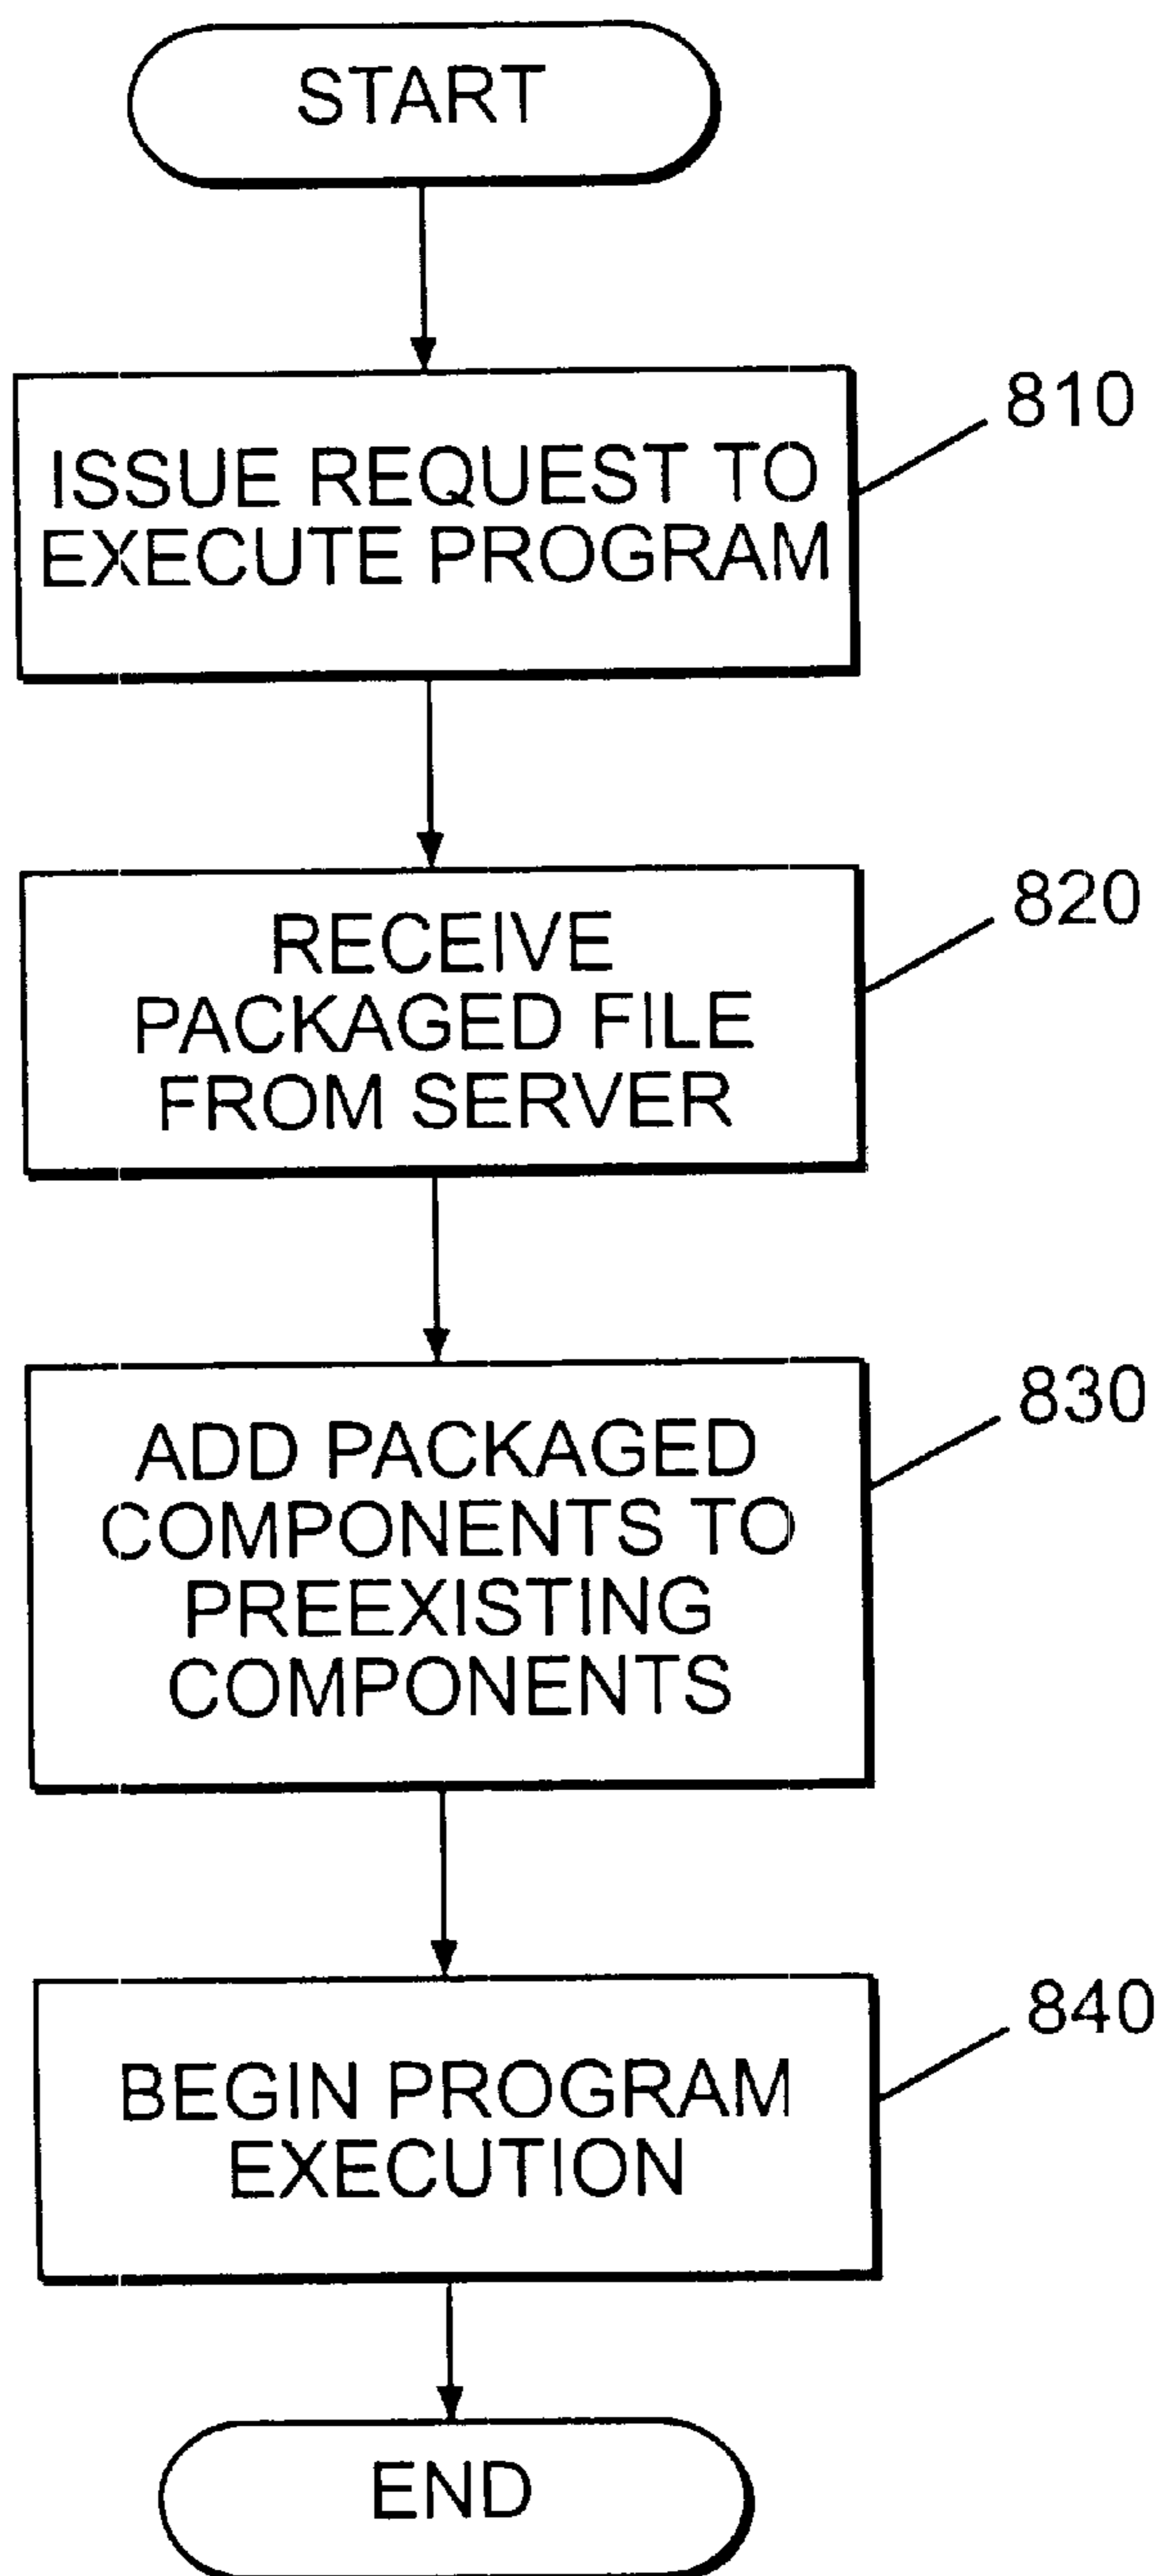 START
810
ISSUE REQUEST TO
EXECUTE PROGRAM
820
RECEIVE
PACKAGED FILE
FROM SERVER
830
ADD PACKAGED
COMPONENTS TO
PREEXISTING
COMPONENTS
840
BEGIN PROGRAM
EXECUTION
END